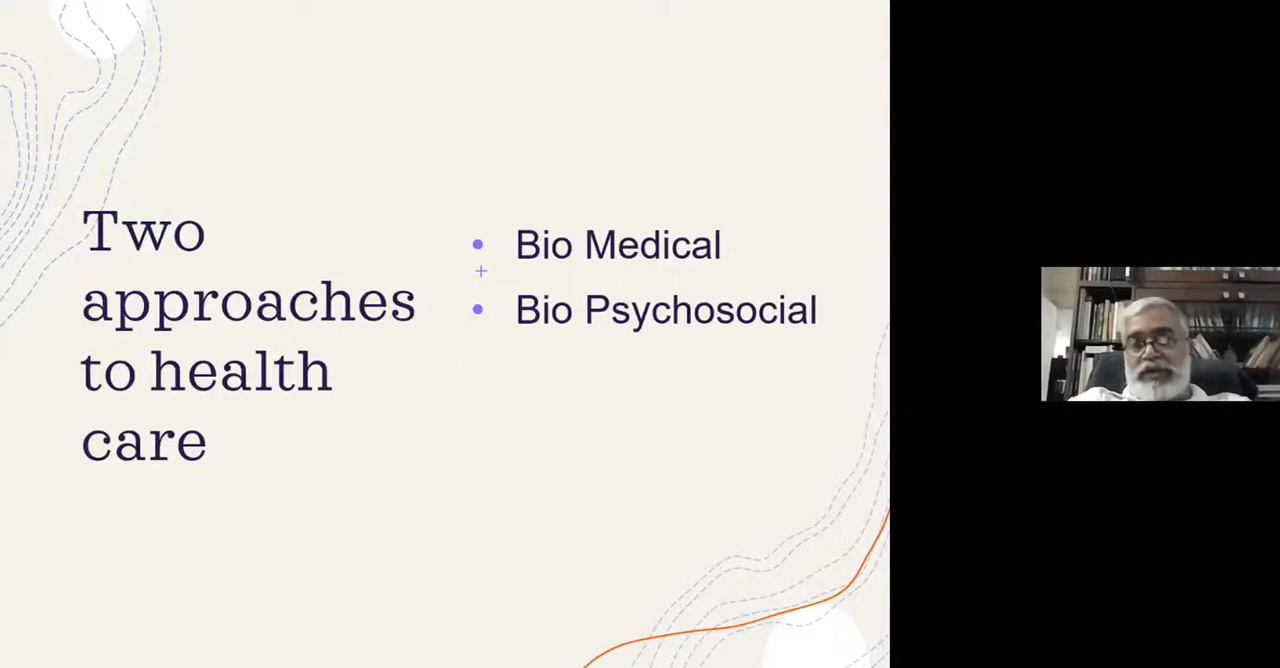 Two
approaches
to health
care
• Bio Medical
• Bio Psychosocial